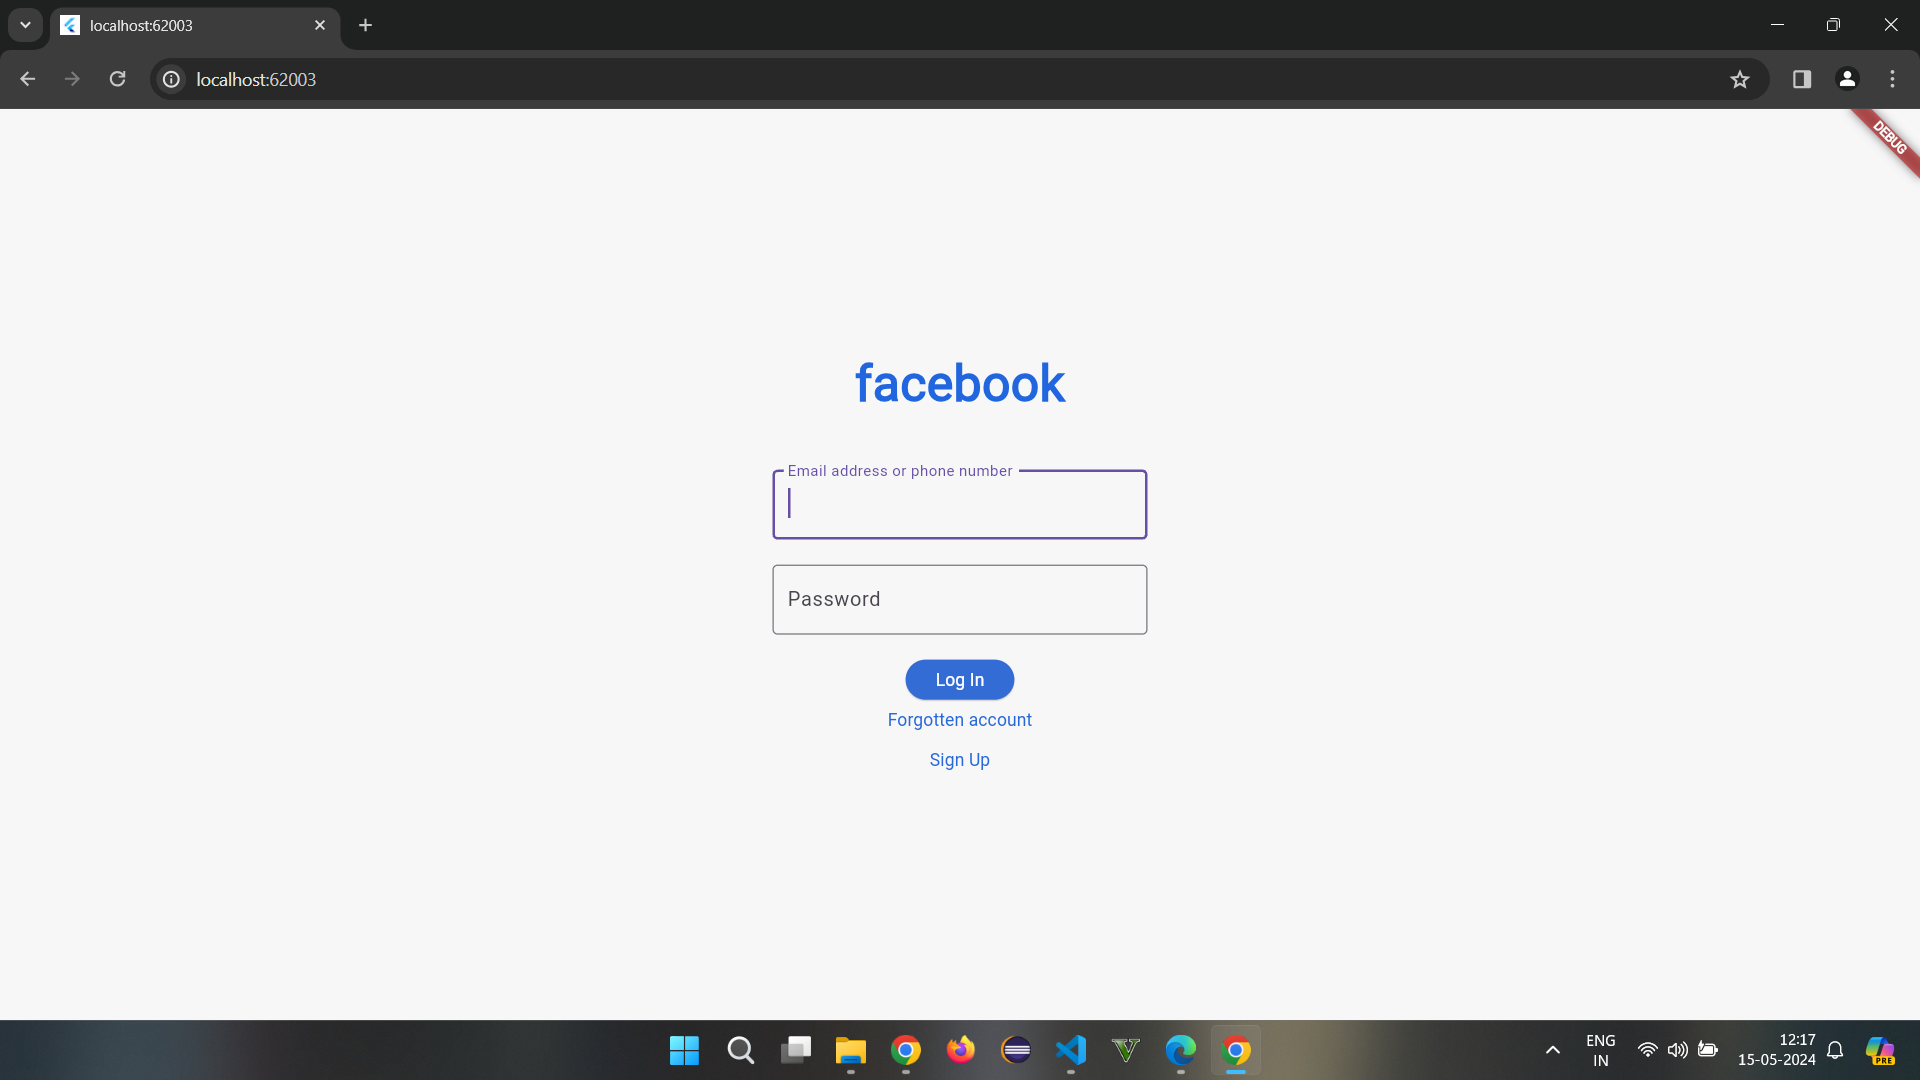 localhost:62003
localhost:62003
DEBUG
facebook
Email address or phone number
Password
Log In
Forgotten account
Sign Up
ENG
IN
12:17
15-05-2024
PRE